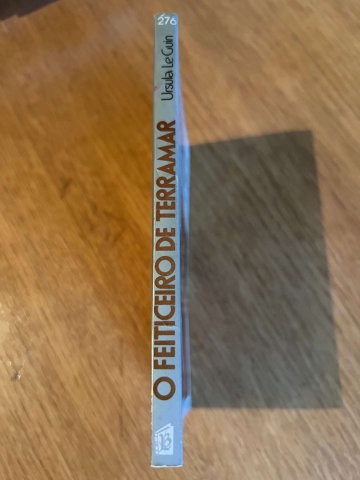 276
Ursula Le Guin
O FEITICEIRO DE TERRAMAR